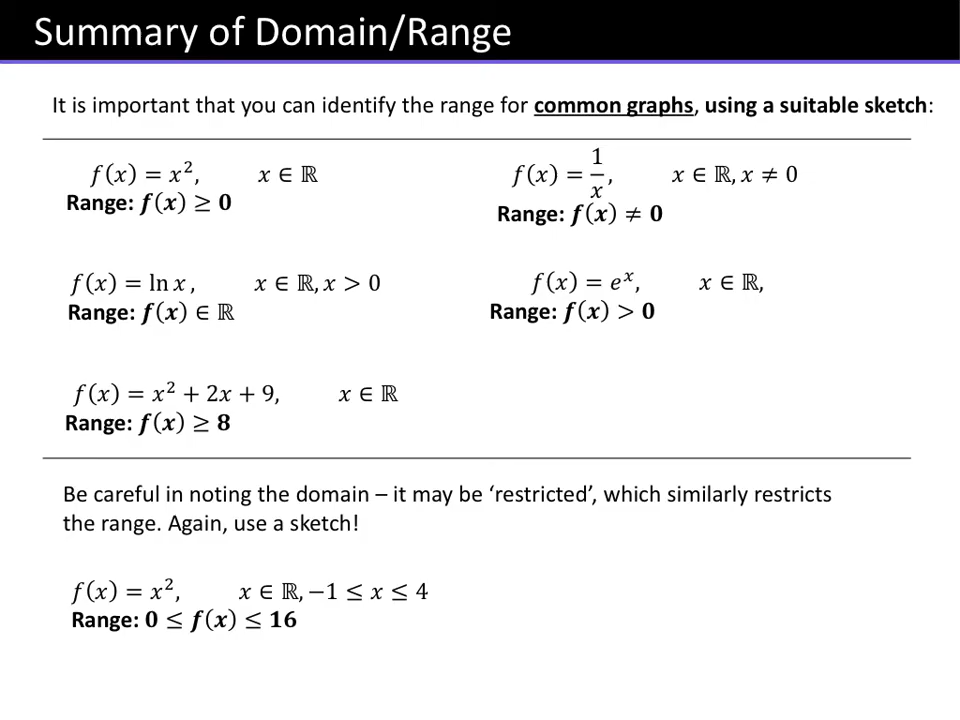 Summary of Domain/Range
It is important that you can identify the range for common graphs, using a suitable sketch:
f(x) = x², x ∈ ℝ
Range: f(x) ≥ 0
f(x) = 1/x, x ∈ ℝ, x ≠ 0
Range: f(x) ≠ 0
f(x) = ln x , x ∈ ℝ, x > 0
Range: f(x) ∈ ℝ
f(x) = eˣ, x ∈ ℝ,
Range: f(x) > 0
f(x) = x² + 2x + 9, x ∈ ℝ
Range: f(x) ≥ 8
Be careful in noting the domain – it may be ‘restricted’, which similarly restricts
the range. Again, use a sketch!
f(x) = x², x ∈ ℝ, −1 ≤ x ≤ 4
Range: 0 ≤ f(x) ≤ 16